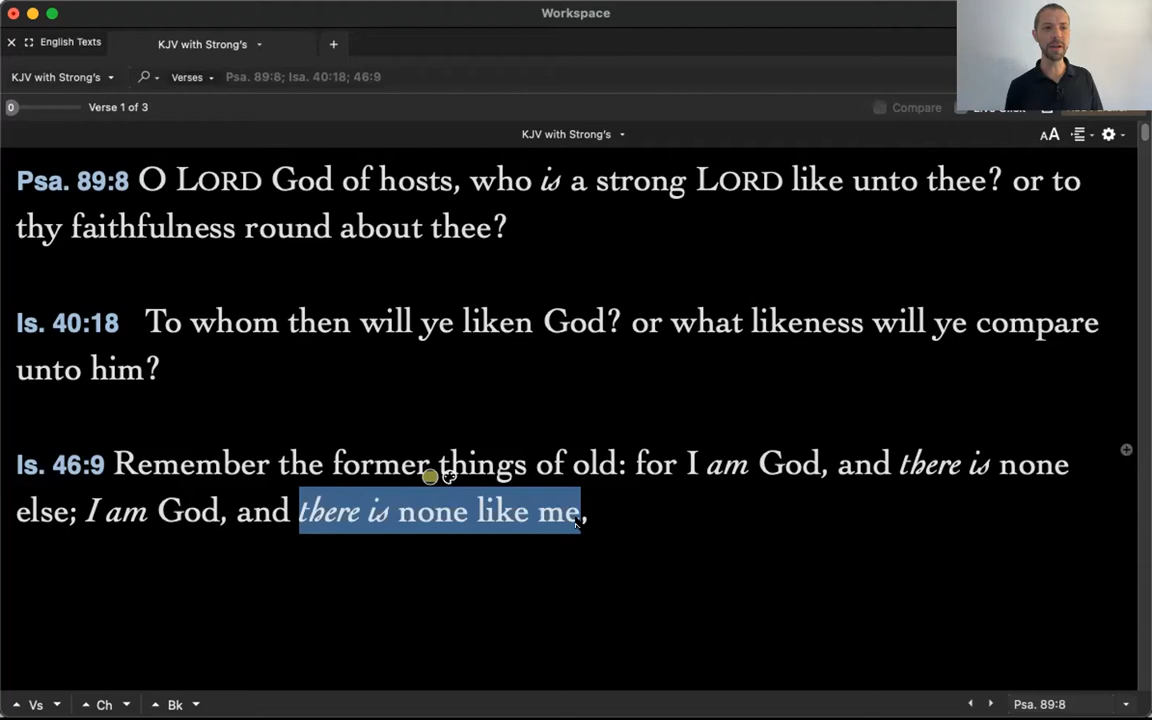 Workspace
English Texts
KJV with Strong's
+
KJV with Strong's
Verses
Psa. 89:8; Isa. 40:18; 46:9
0
Verse 1 of 3
Compare
KJV with Strong's
AA
Psa. 89:8 O LORD God of hosts, who is a strong LORD like unto thee? or to
thy faithfulness round about thee?
Is. 40:18 To whom then will ye liken God? or what likeness will ye compare
unto him?
Is. 46:9 Remember the former things of old: for I am God, and there is none
else; I am God, and there is none like me,
Vs
Ch
Bk
Psa. 89:8